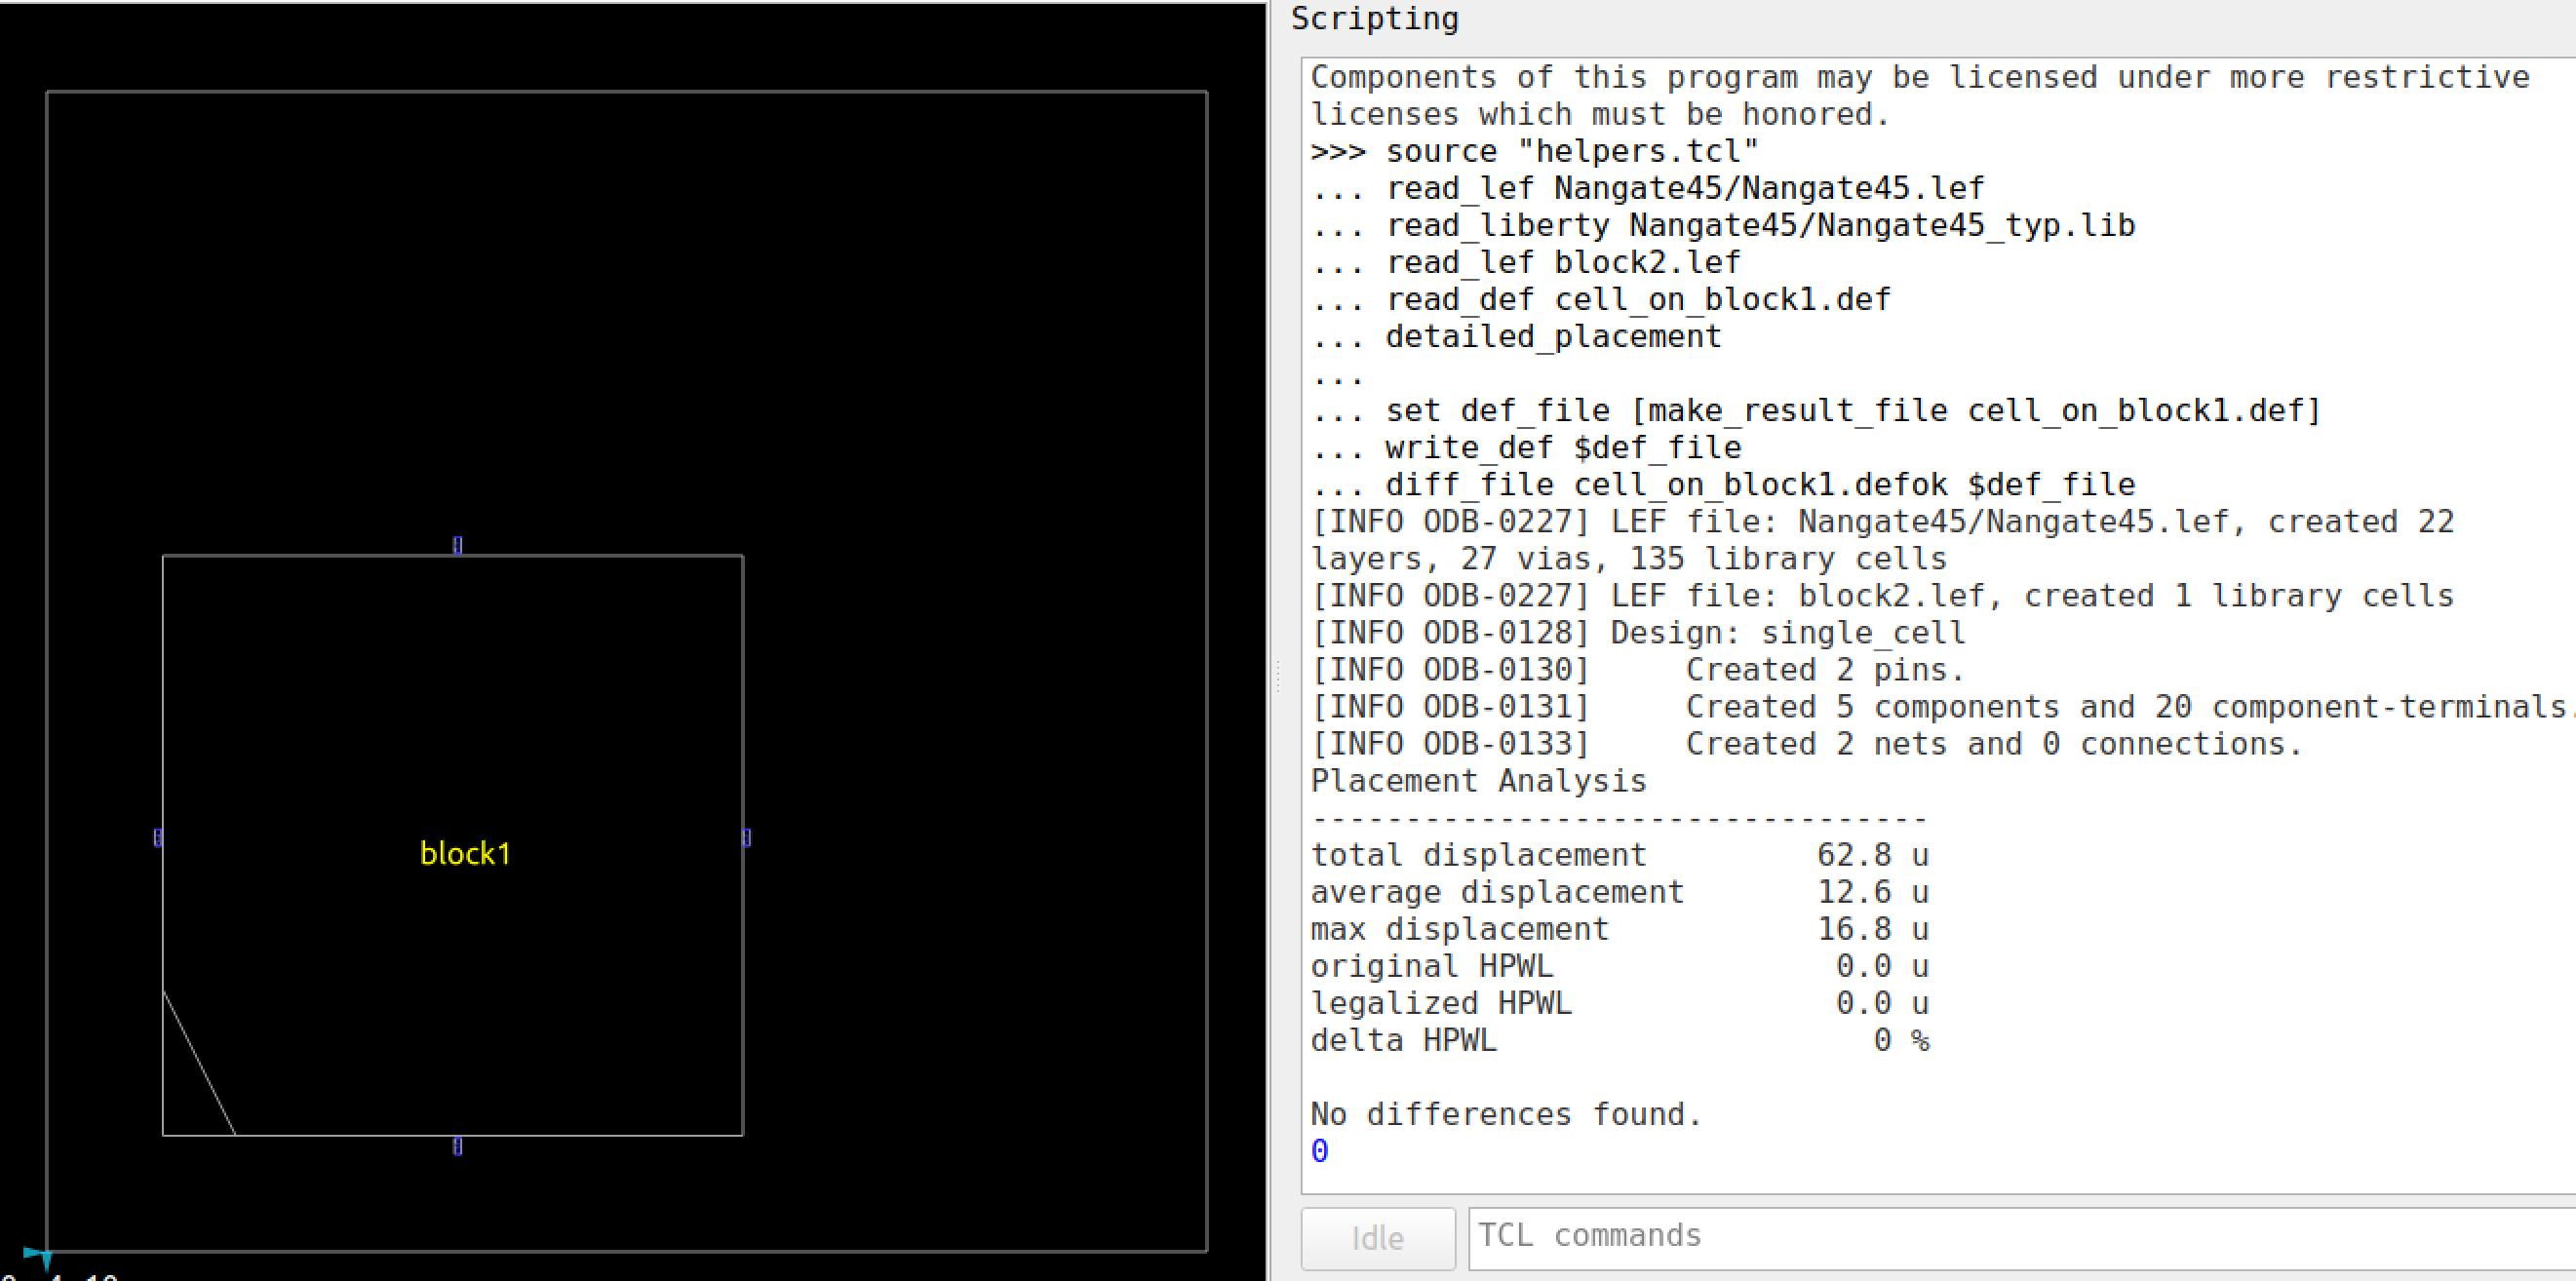 Scripting
Components of this program may be licensed under more restrictive
licenses which must be honored.
>>> source "helpers.tcl"
... read_lef Nangate45/Nangate45.lef
... read_liberty Nangate45/Nangate45_typ.lib
... read_lef block2.lef
... read_def cell_on_block1.def
... detailed_placement
...
... set def_file [make_result_file cell_on_block1.def]
... write_def $def_file
... diff_file cell_on_block1.defok $def_file
[INFO ODB-0227] LEF file: Nangate45/Nangate45.lef, created 22
layers, 27 vias, 135 library cells
[INFO ODB-0227] LEF file: block2.lef, created 1 library cells
[INFO ODB-0128] Design: single_cell
[INFO ODB-0130]     Created 2 pins.
[INFO ODB-0131]     Created 5 components and 20 component-terminals.
[INFO ODB-0133]     Created 2 nets and 0 connections.
Placement Analysis
---------------------------------
total displacement         62.8 u
average displacement       12.6 u
max displacement           16.8 u
original HPWL               0.0 u
legalized HPWL              0.0 u
delta HPWL                    0 %
No differences found.
0
Idle
TCL commands
block1